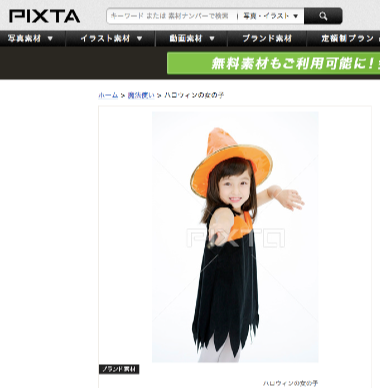 PIXTA
キーワード または 素材ナンバーで検索 写真・イラスト
写真素材 イラスト素材 動画素材 ブランド素材 定額制プラン
無料素材もご利用可能に!
ホーム > 魔法使い > ハロウィンの女の子
PIXTA
ブランド素材
ハロウィンの女の子